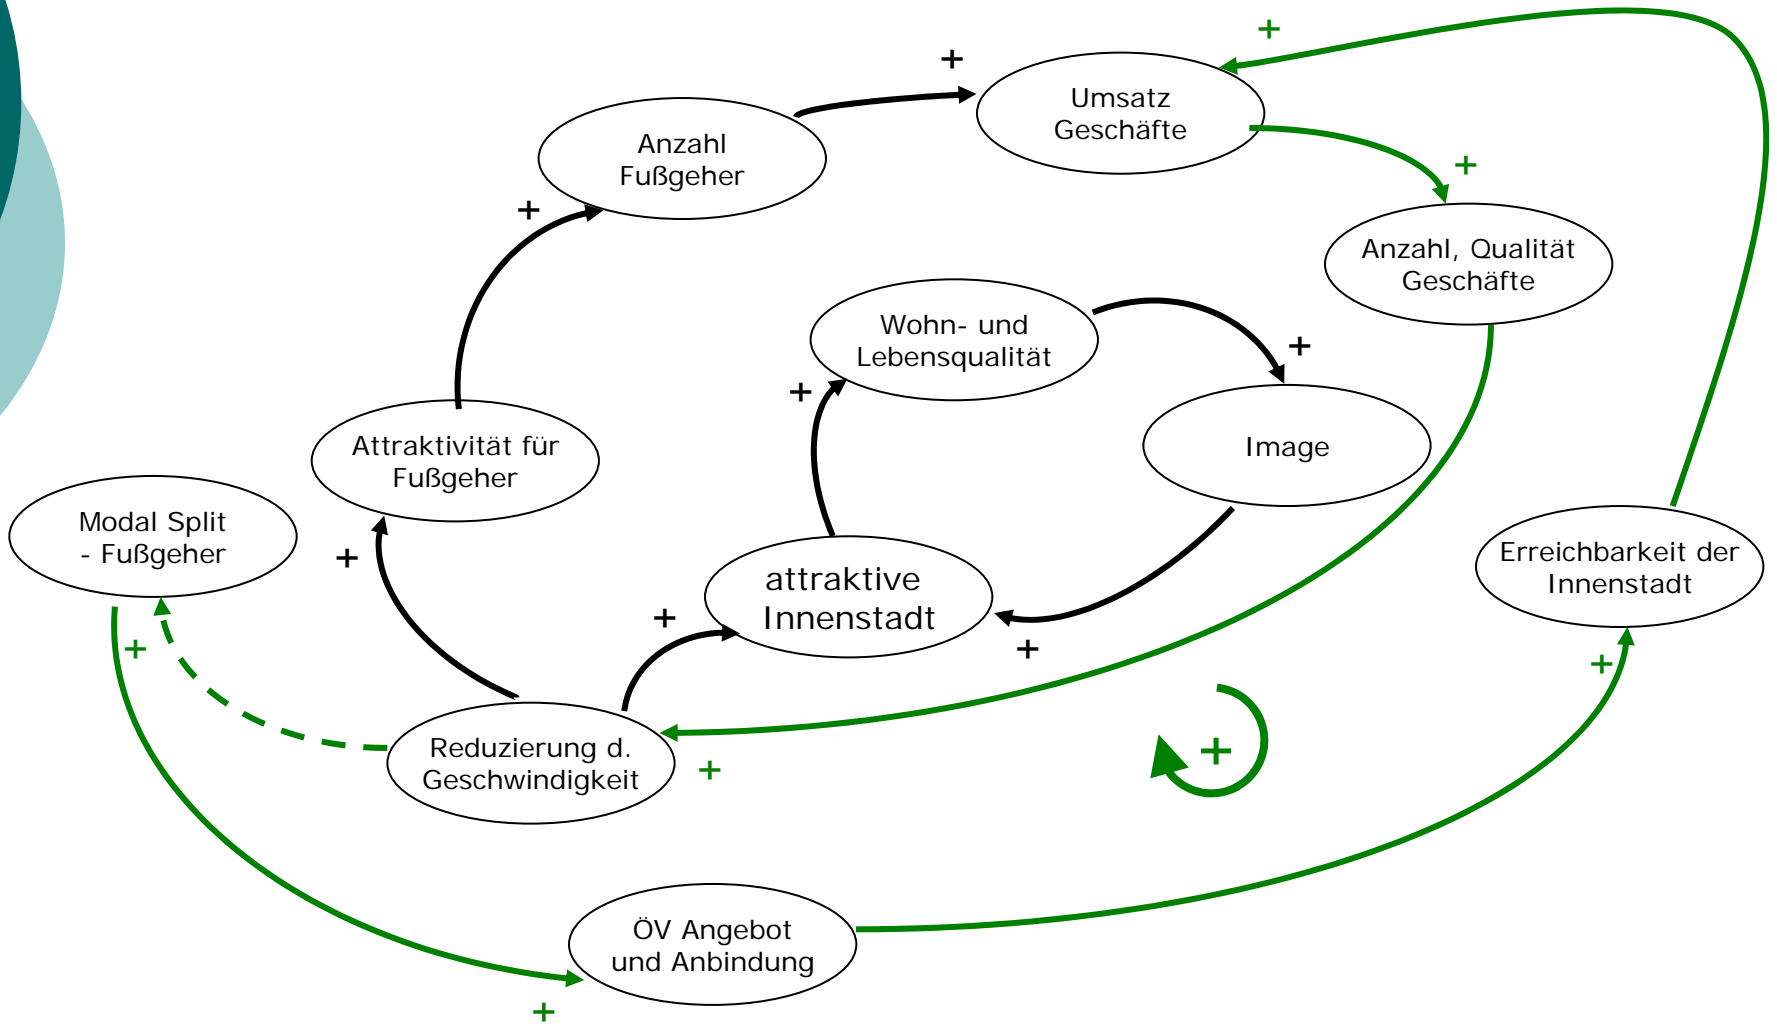 +
+
Umsatz
Geschäfte
Anzahl
Fußgeher
+
+
Anzahl, Qualität
Geschäfte
Wohn- und
Lebensqualität
+
+
Attraktivität für
Fußgeher
Image
Modal Split
- Fußgeher
+
Erreichbarkeit der
Innenstadt
attraktive
Innenstadt
+
+
+
+
Reduzierung d.
Geschwindigkeit
+
+
ÖV Angebot
und Anbindung
+